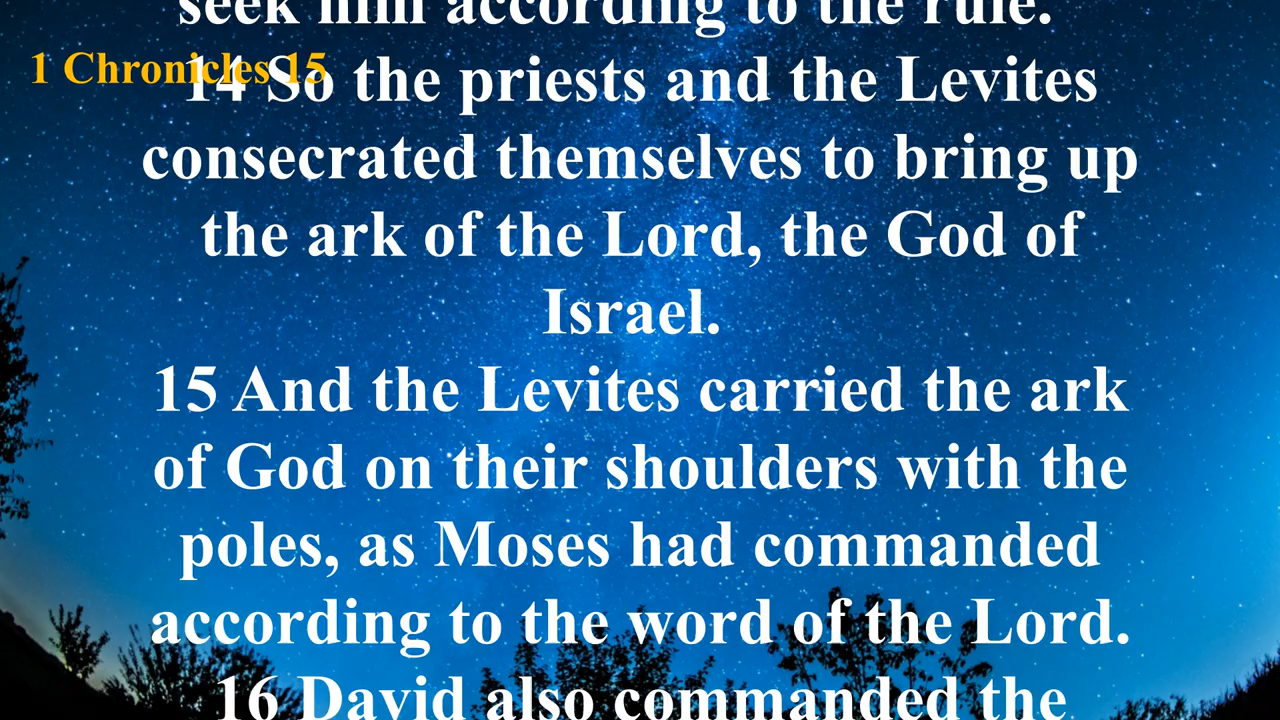 seek him according to the rule.
1 Chronicles 15
14 So the priests and the Levites
consecrated themselves to bring up
the ark of the Lord, the God of
Israel.
15 And the Levites carried the ark
of God on their shoulders with the
poles, as Moses had commanded
according to the word of the Lord.
16 David also commanded the